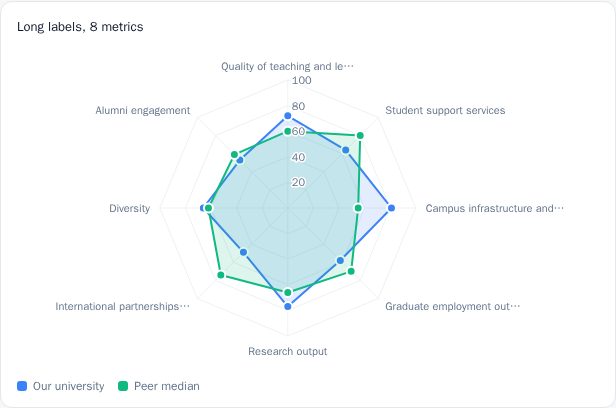 Long labels, 8 metrics
Quality of teaching and le···
100
Alumni engagement
80
Student support services
60
40
20
Diversity
Campus infrastructure and···
International partnerships···
Graduate employment out···
Research output
Our university
Peer median